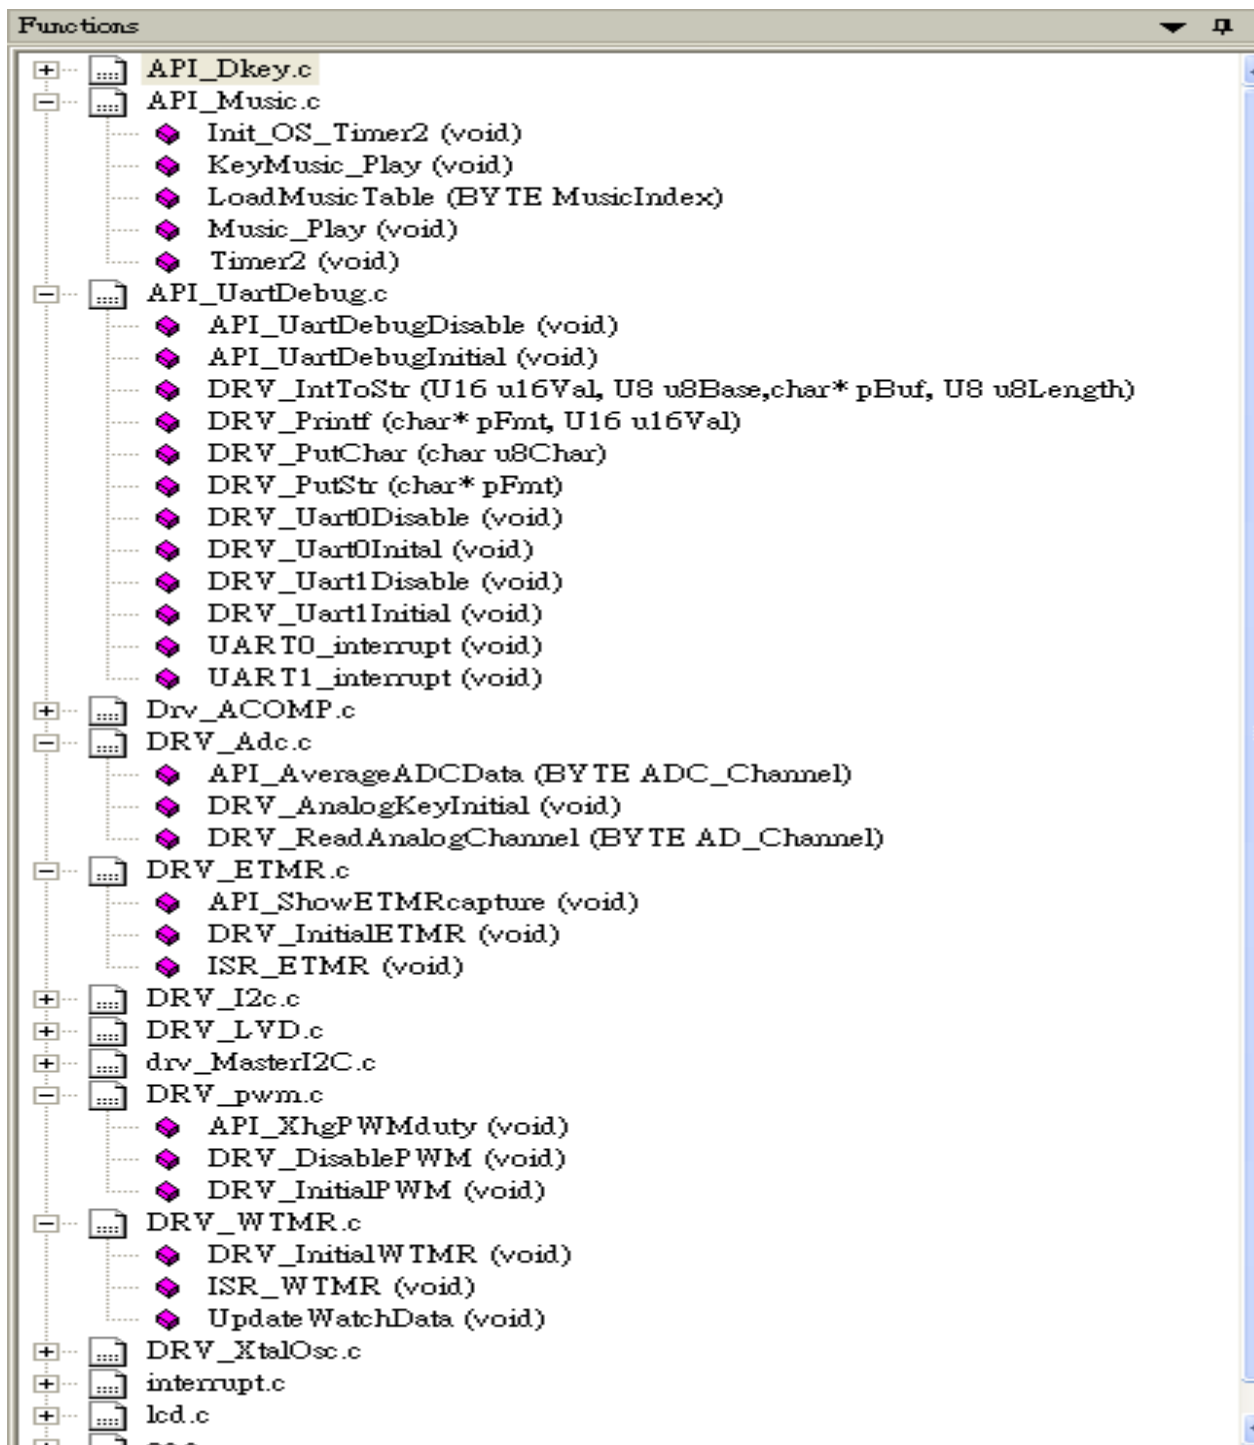 Functions
API_Dkey.c
API_Music.c
Init_OS_Timer2 (void)
KeyMusic_Play (void)
LoadMusicTable (BYTE MusicIndex)
Music_Play (void)
Timer2 (void)
API_UartDebug.c
API_UartDebugDisable (void)
API_UartDebugInitial (void)
DRV_IntToStr (U16 u16Val, U8 u8Base,char* pBuf, U8 u8Length)
DRV_Printf (char* pFmt, U16 u16Val)
DRV_PutChar (char u8Char)
DRV_PutStr (char* pFmt)
DRV_Uart0Disable (void)
DRV_Uart0Inital (void)
DRV_Uart1Disable (void)
DRV_Uart1Initial (void)
UART0_interrupt (void)
UART1_interrupt (void)
Drv_ACOMP.c
DRV_Adc.c
API_AverageADCData (BYTE ADC_Channel)
DRV_AnalogKeyInitial (void)
DRV_ReadAnalogChannel (BYTE AD_Channel)
DRV_ETMR.c
API_ShowETMRcapture (void)
DRV_InitialETMR (void)
ISR_ETMR (void)
DRV_I2c.c
DRV_LVD.c
drv_MasterI2C.c
DRV_pwm.c
API_XhgPWMduty (void)
DRV_DisablePWM (void)
DRV_InitialPWM (void)
DRV_WTMR.c
DRV_InitialWTMR (void)
ISR_WTMR (void)
UpdateWatchData (void)
DRV_XtalOsc.c
interrupt.c
lcd.c